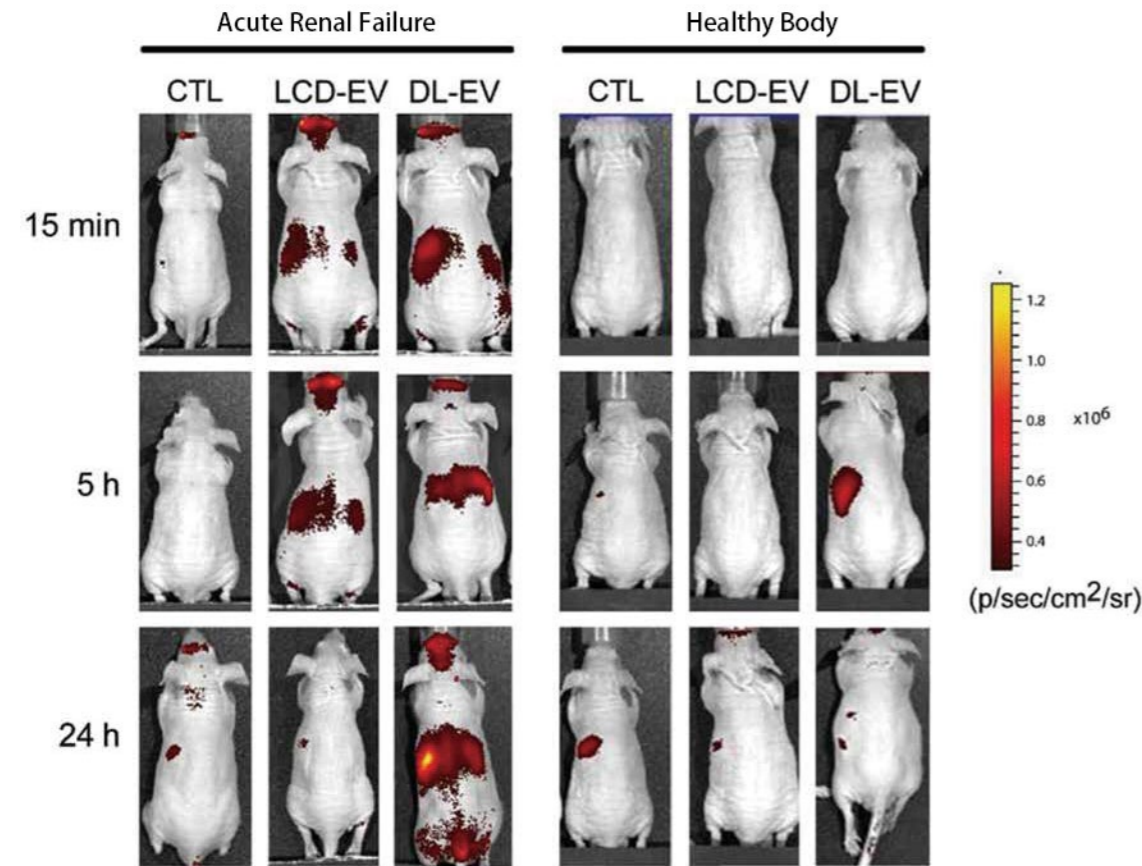 Acute Renal Failure Healthy Body
CTL LCD-EV DL-EV CTL LCD-EV DL-EV
15 min
5 h
24 h
1.2
1.0
0.8
x10⁶
0.6
0.4
(p/sec/cm²/sr)